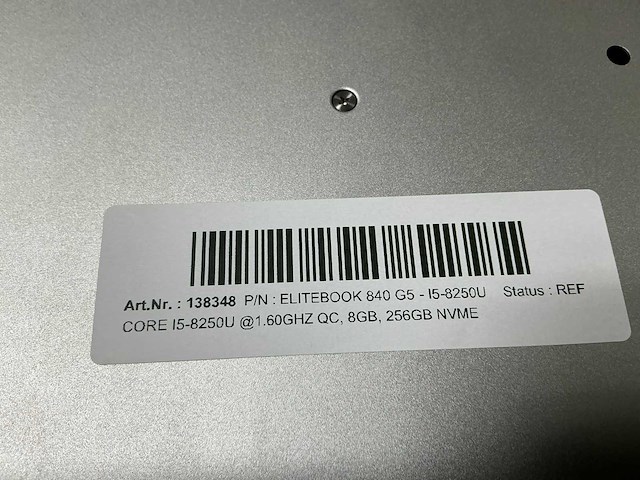 Art.Nr. : 138348 P/N : ELITEBOOK 840 G5 - I5-8250U Status : REF
CORE I5-8250U @1.60GHZ QC, 8GB, 256GB NVME